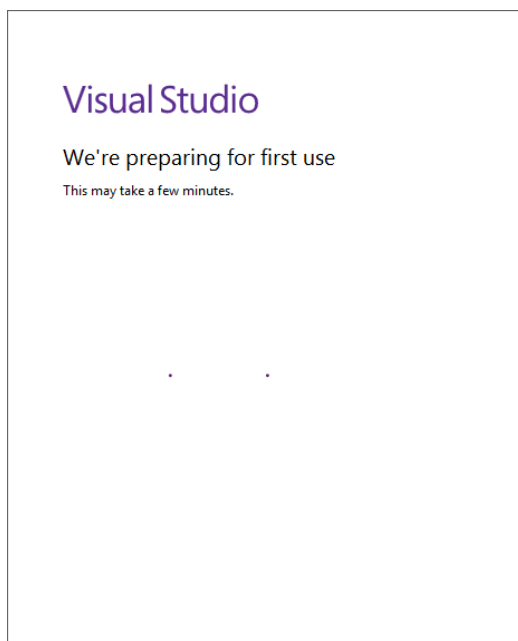 Visual Studio
We're preparing for first use
This may take a few minutes.